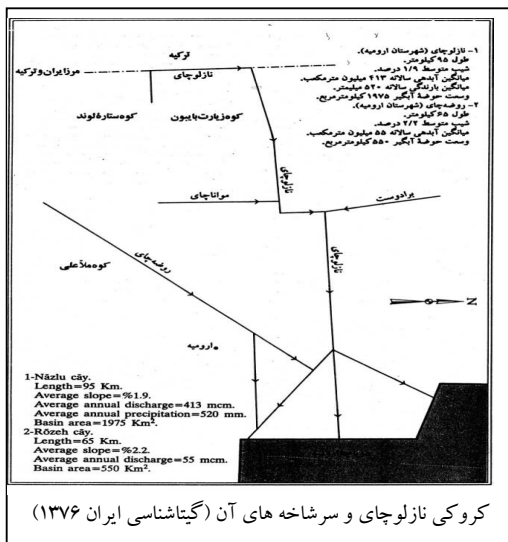 ترکیه
نازلوچای
مرز ایران و ترکیه
کوه زیارت بایبون
کوه ستارهٔ لوند
۱- نازلوچای (شهرستان ارومیه).
طول ۹۵ کیلومتر.
شیب متوسط ۱/۹ درصد.
میانگین آبدهی سالانه ۴۱۳ میلیون مترمکعب.
میانگین بارندگی سالانه ۵۲۰ میلیمتر.
وسعت حوضهٔ آبگیر ۱۹۷۵ کیلومترمربع.
۲- روضه‌چای (شهرستان ارومیه).
طول ۶۵ کیلومتر.
شیب متوسط ۲/۲ درصد.
میانگین آبدهی سالانه ۵۵ میلیون مترمکعب.
وسعت حوضهٔ آبگیر ۵۵۰ کیلومترمربع.
نازلوچای
برادوست
مواناچای
نازلوچای
روضه‌چای
کوه ملاعلی
N
ارومیه
1-Nāzlu cāy.
Length=95 Km.
Average slope=%1.9.
Average annual discharge=413 mcm.
Average annual precipitation=520 mm.
Basin area=1975 Km².
2-Rōzeh cāy.
Length=65 Km.
Average slope=%2.2.
Average annual discharge=55 mcm.
Basin area=550 Km².
کروکی نازلوچای و سرشاخه های آن (گیتاشناسی ایران ۱۳۷۶)